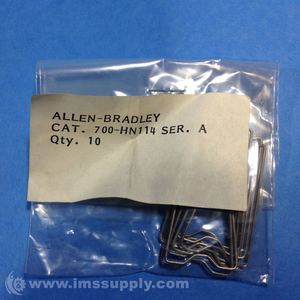 ALLEN-BRADLEY
CAT. 700-HN114 SER. A
Qty. 10
© www.imssupply.com